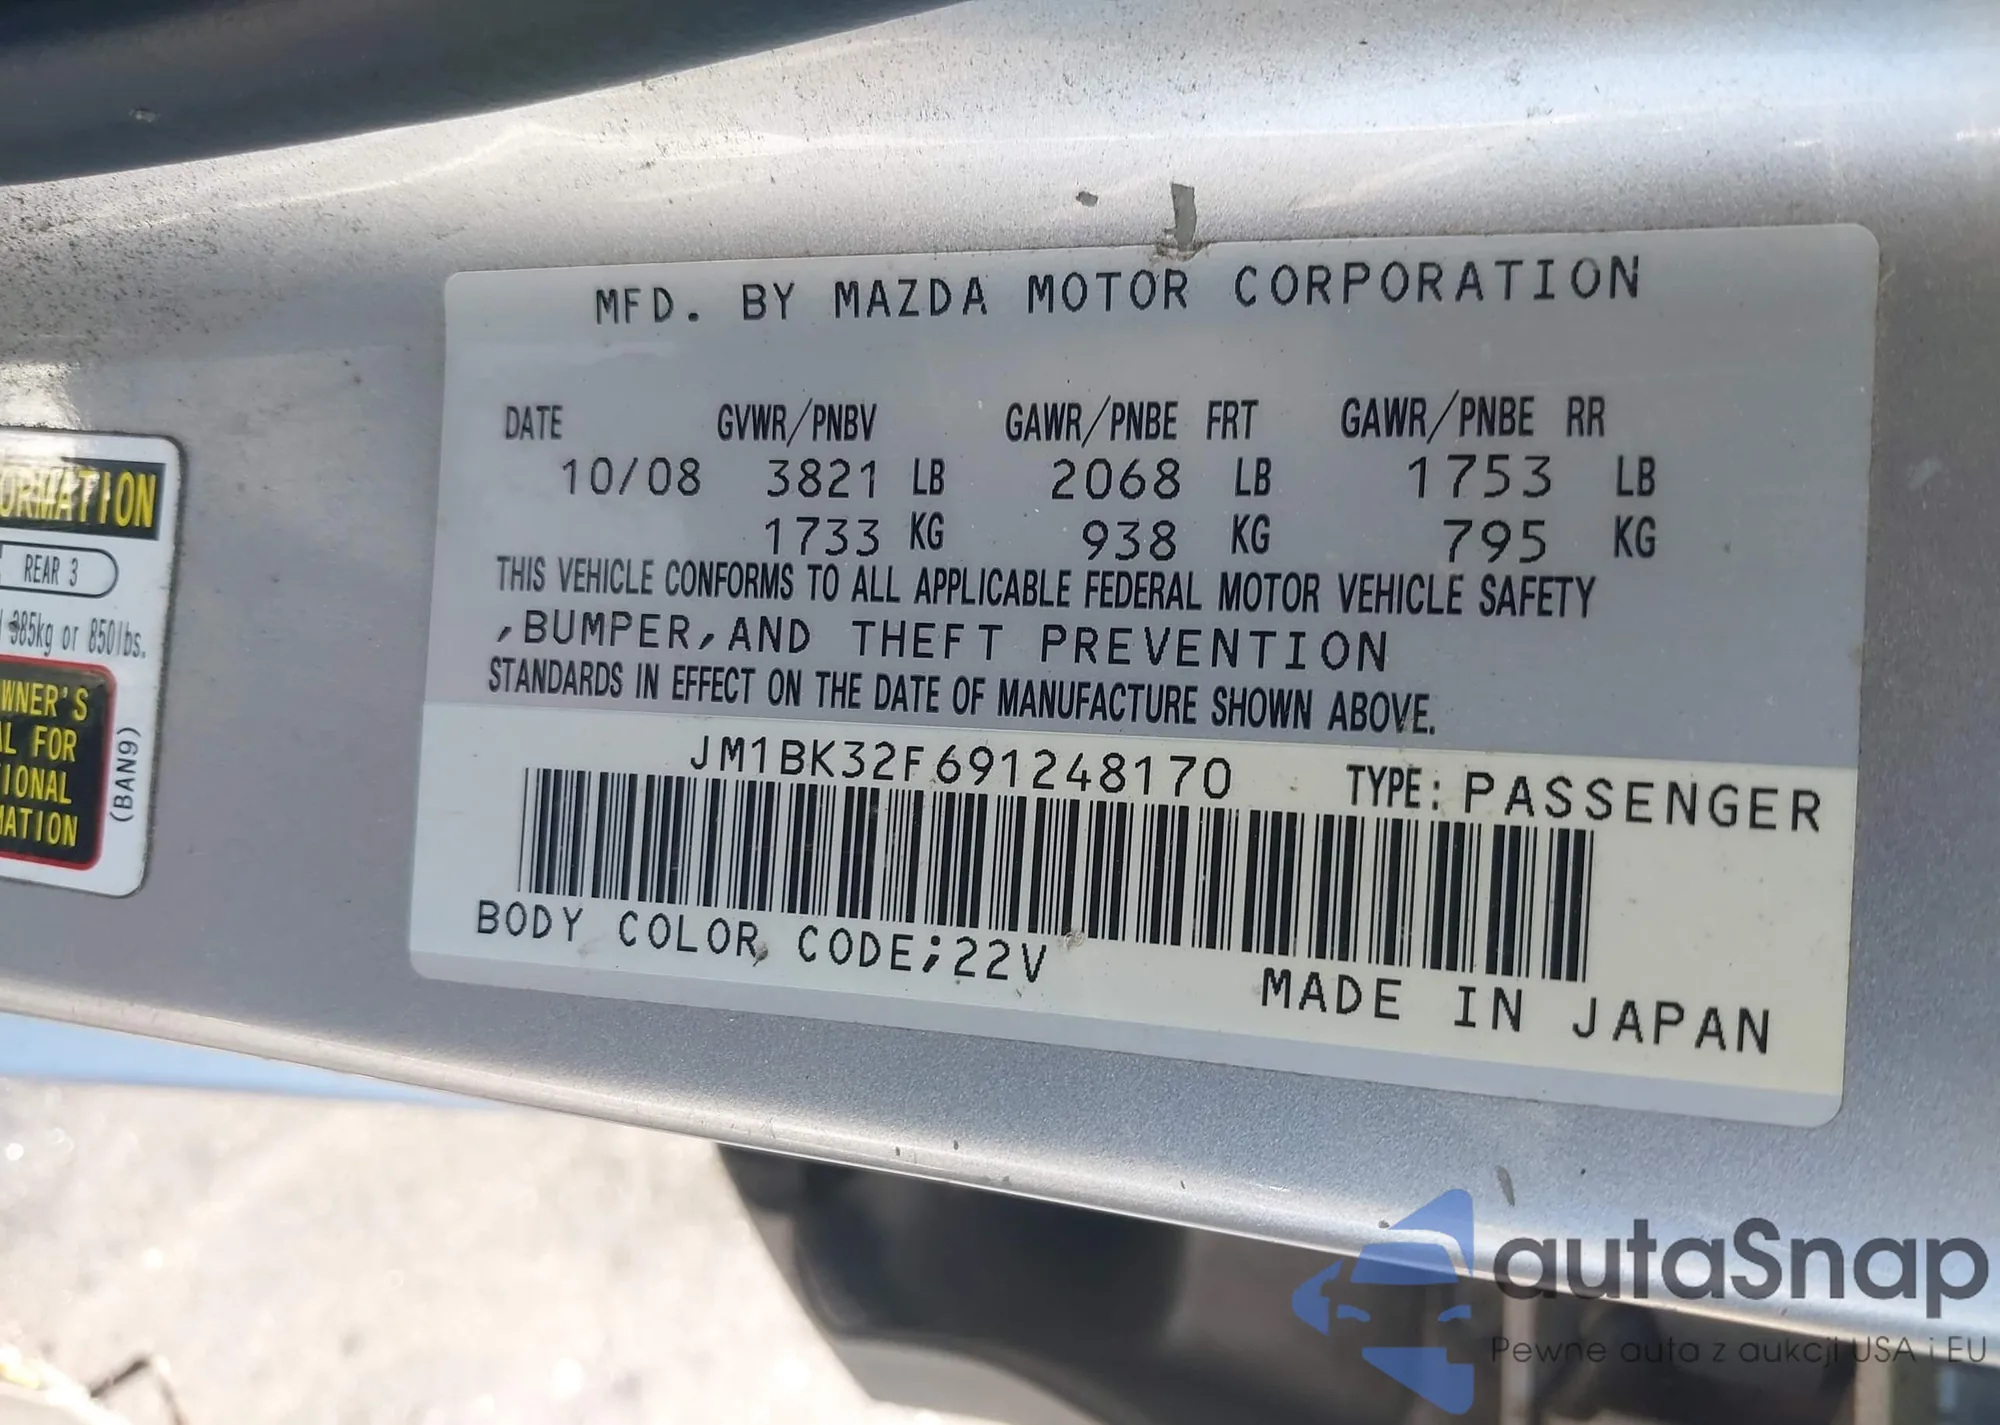 MFD. BY MAZDA MOTOR CORPORATION
DATE GVWR/PNBV GAWR/PNBE FRT GAWR/PNBE RR
10/08 3821 LB 2068 LB 1753 LB
1733 KG 938 KG 795 KG
THIS VEHICLE CONFORMS TO ALL APPLICABLE FEDERAL MOTOR VEHICLE SAFETY
,BUMPER,AND THEFT PREVENTION
STANDARDS IN EFFECT ON THE DATE OF MANUFACTURE SHOWN ABOVE.
JM1BK32F691248170 TYPE: PASSENGER
BODY COLOR CODE;22V
MADE IN JAPAN
ORMATION
REAR 3
385kg or 850lbs.
WNER'S
L FOR
IONAL
MATION
(BAN9)
autaSnap
Pewne auta z aukcji USA i EU